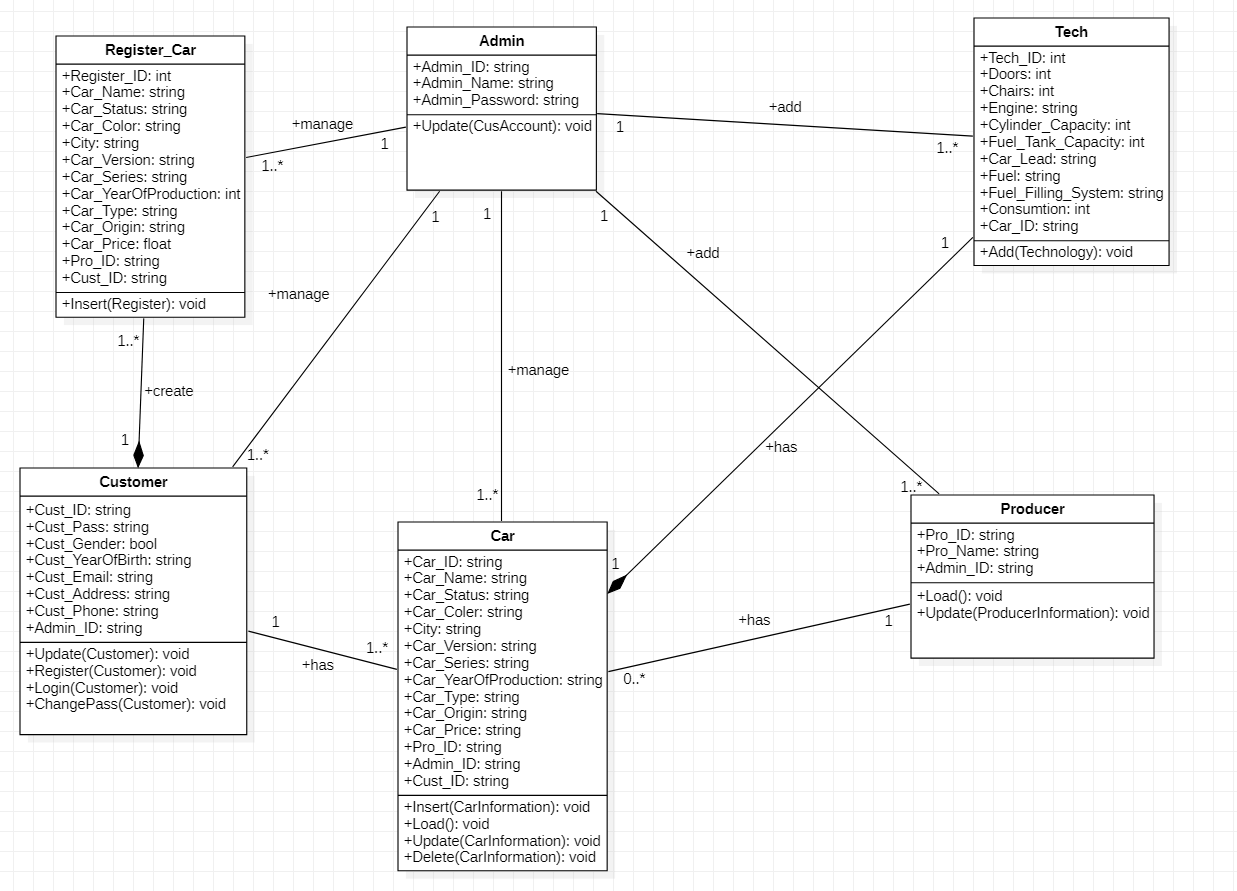 Register_Car
+Register_ID: int
+Car_Name: string
+Car_Status: string
+Car_Color: string
+City: string
+Car_Version: string
+Car_Series: string
+Car_YearOfProduction: int
+Car_Type: string
+Car_Origin: string
+Car_Price: float
+Pro_ID: string
+Cust_ID: string
+Insert(Register): void
Admin
+Admin_ID: string
+Admin_Name: string
+Admin_Password: string
+Update(CusAccount): void
Tech
+Tech_ID: int
+Doors: int
+Chairs: int
+Engine: string
+Cylinder_Capacity: int
+Fuel_Tank_Capacity: int
+Car_Lead: string
+Fuel: string
+Fuel_Filling_System: string
+Consumtion: int
+Car_ID: string
+Add(Technology): void
+manage
1..*
1
+add
1
1..*
1
+manage
1..*
1
+manage
1..*
1
+add
1..*
1
+has
1
1..*
+create
1
Customer
+Cust_ID: string
+Cust_Pass: string
+Cust_Gender: bool
+Cust_YearOfBirth: string
+Cust_Email: string
+Cust_Address: string
+Cust_Phone: string
+Admin_ID: string
+Update(Customer): void
+Register(Customer): void
+Login(Customer): void
+ChangePass(Customer): void
1
+has
1..*
Car
+Car_ID: string
+Car_Name: string
+Car_Status: string
+Car_Coler: string
+City: string
+Car_Version: string
+Car_Series: string
+Car_YearOfProduction: string
+Car_Type: string
+Car_Origin: string
+Car_Price: string
+Pro_ID: string
+Admin_ID: string
+Cust_ID: string
+Insert(CarInformation): void
+Load(): void
+Update(CarInformation): void
+Delete(CarInformation): void
+has
1
0..*
Producer
+Pro_ID: string
+Pro_Name: string
+Admin_ID: string
+Load(): void
+Update(ProducerInformation): void